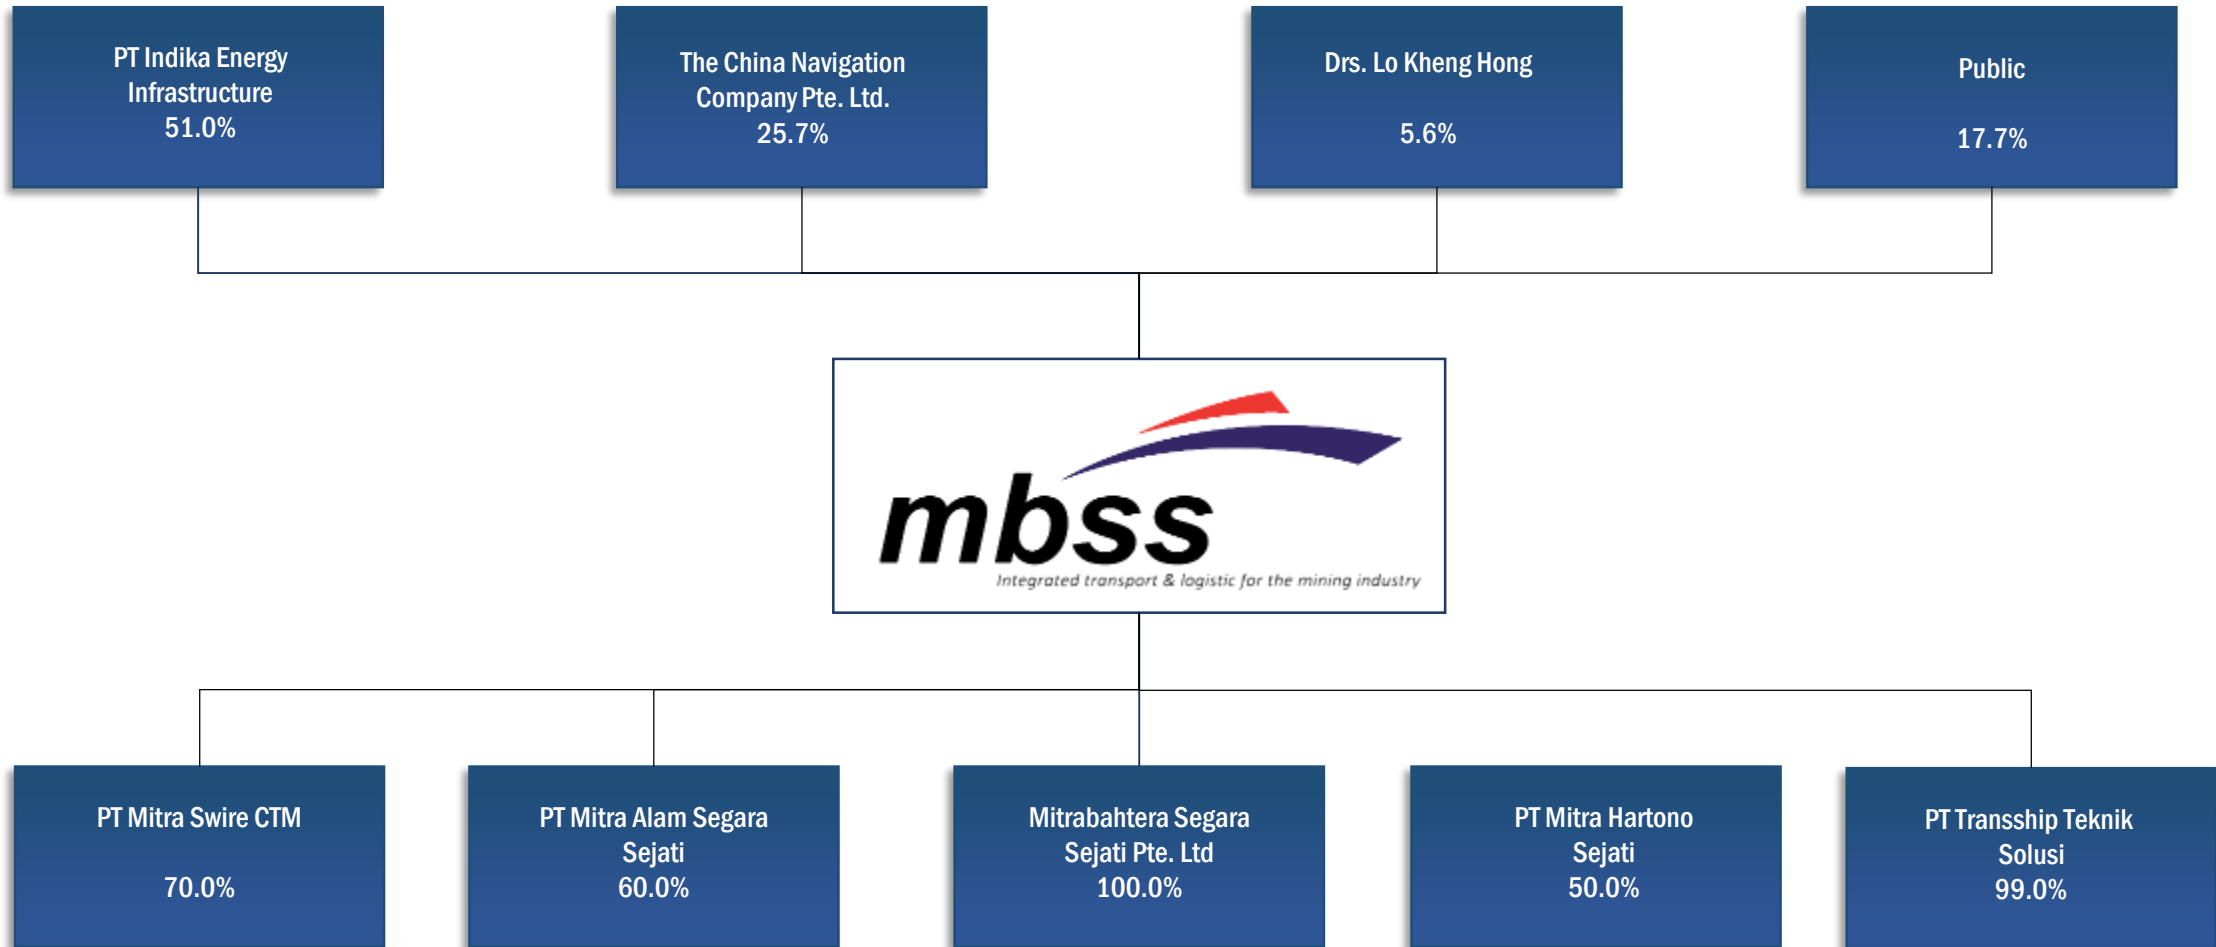 PT Indika Energy
Infrastructure
51.0%
The China Navigation
Company Pte. Ltd.
25.7%
Drs. Lo Kheng Hong
5.6%
Public
17.7%
mbss
Integrated transport & logistic for the mining industry
PT Mitra Swire CTM
70.0%
PT Mitra Alam Segara
Sejati
60.0%
Mitrabahtera Segara
Sejati Pte. Ltd
100.0%
PT Mitra Hartono
Sejati
50.0%
PT Transship Teknik
Solusi
99.0%